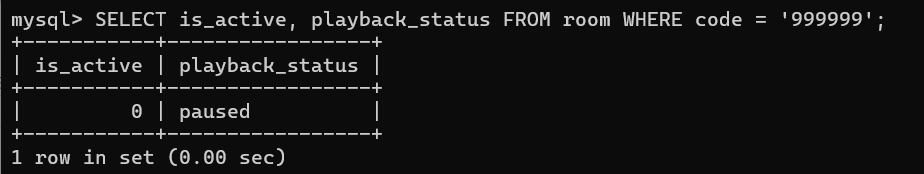 mysql> SELECT is_active, playback_status FROM room WHERE code = '999999';
+-----------+-----------------+
| is_active | playback_status |
+-----------+-----------------+
|         0 | paused          |
+-----------+-----------------+
1 row in set (0.00 sec)